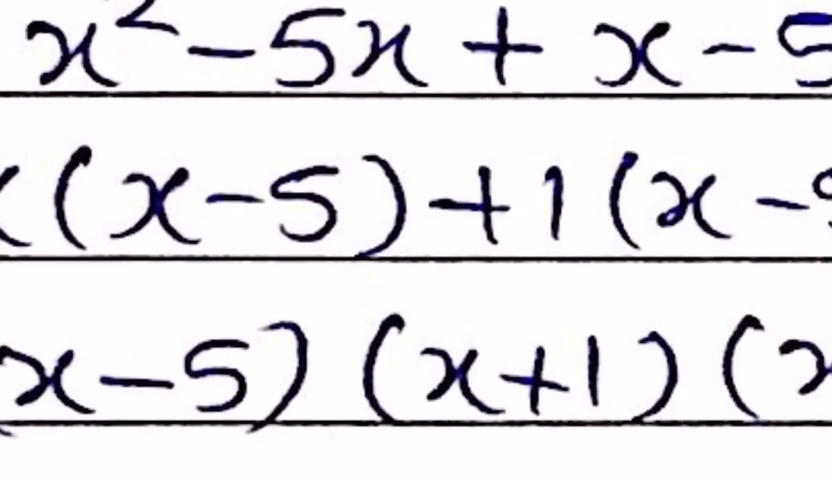 x² - 5x + x - 5
(x - 5) + 1 (x -
x - 5) (x + 1) (